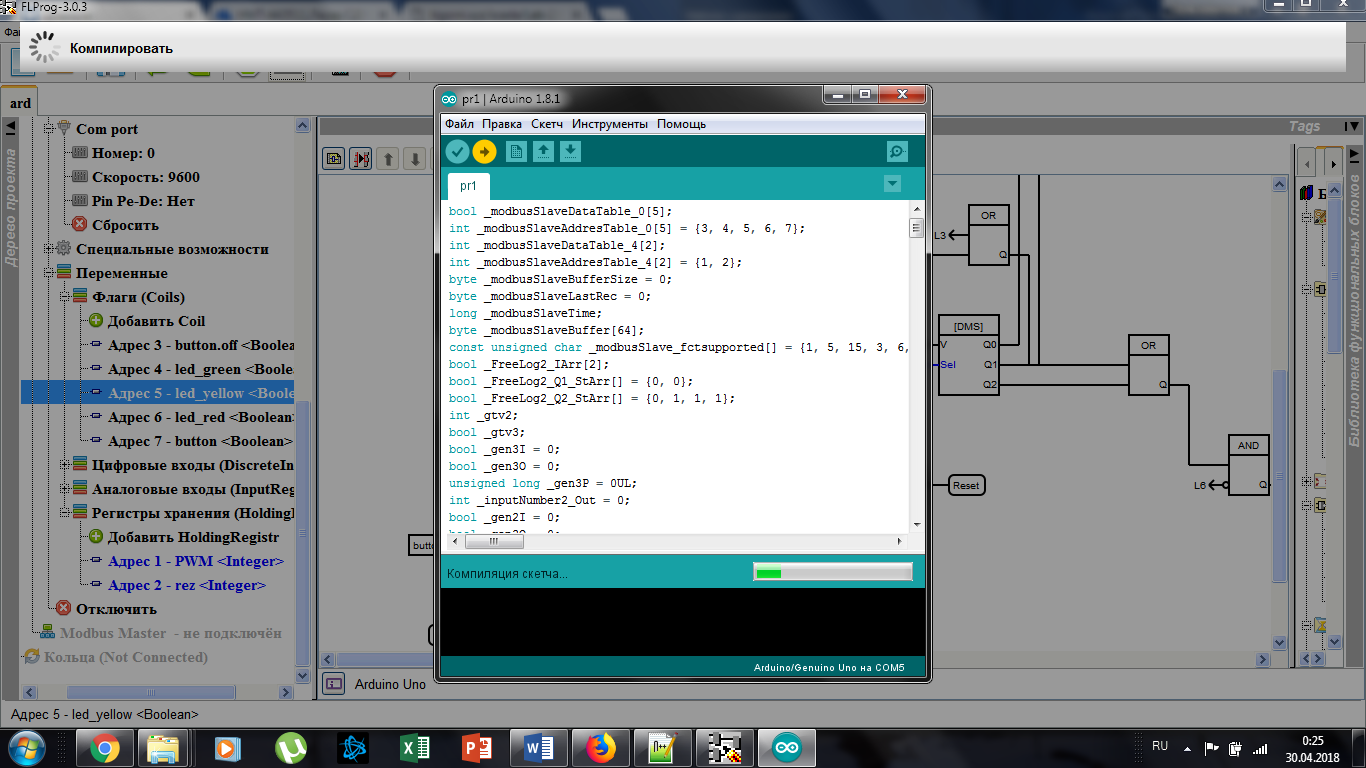 FLProg-3.0.3
Компилировать
ard
Tags
Дерево проекта
Com port
Номер: 0
Скорость: 9600
Pin Pe-De: Нет
Сбросить
Специальные возможности
Переменные
Флаги (Coils)
Добавить Coil
Адрес 3 - button.off <Boolea
Адрес 4 - led_green <Boole
Адрес 5 - led_yellow <Boole
Адрес 6 - led_red <Boolean>
Адрес 7 - button <Boolean>
Цифровые входы (DiscreteIn
Аналоговые входы (InputReg
Регистры хранения (Holding
Добавить HoldingRegistr
Адрес 1 - PWM <Integer>
Адрес 2 - rez <Integer>
Отключить
Modbus Master - не подключён
Кольца (Not Connected)
Адрес 5 - led_yellow <Boolean>
pr1 | Arduino 1.8.1
Файл Правка Скетч Инструменты Помощь
pr1
bool _modbusSlaveDataTable_0[5];
int _modbusSlaveAddresTable_0[5] = {3, 4, 5, 6, 7};
int _modbusSlaveDataTable_4[2];
int _modbusSlaveAddresTable_4[2] = {1, 2};
byte _modbusSlaveBufferSize = 0;
byte _modbusSlaveLastRec = 0;
long _modbusSlaveTime;
byte _modbusSlaveBuffer[64];
const unsigned char _modbusSlave_fctsupported[] = {1, 5, 15, 3, 6,
bool _FreeLog2_IArr[2];
bool _FreeLog2_Q1_StArr[] = {0, 0};
bool _FreeLog2_Q2_StArr[] = {0, 1, 1, 1};
int _gtv2;
bool _gtv3;
bool _gen3I = 0;
bool _gen3O = 0;
unsigned long _gen3P = 0UL;
int _inputNumber2_Out = 0;
bool _gen2I = 0;
Компиляция скетча...
Arduino/Genuino Uno на COM5
OR
L3
Q
[DMS]
V Q0
Sel Q1
Q2
OR
Q
AND
L6
Q
Reset
butto
Arduino Uno
Библиотека функциональных блоков
Б
RU
0:25
30.04.2018